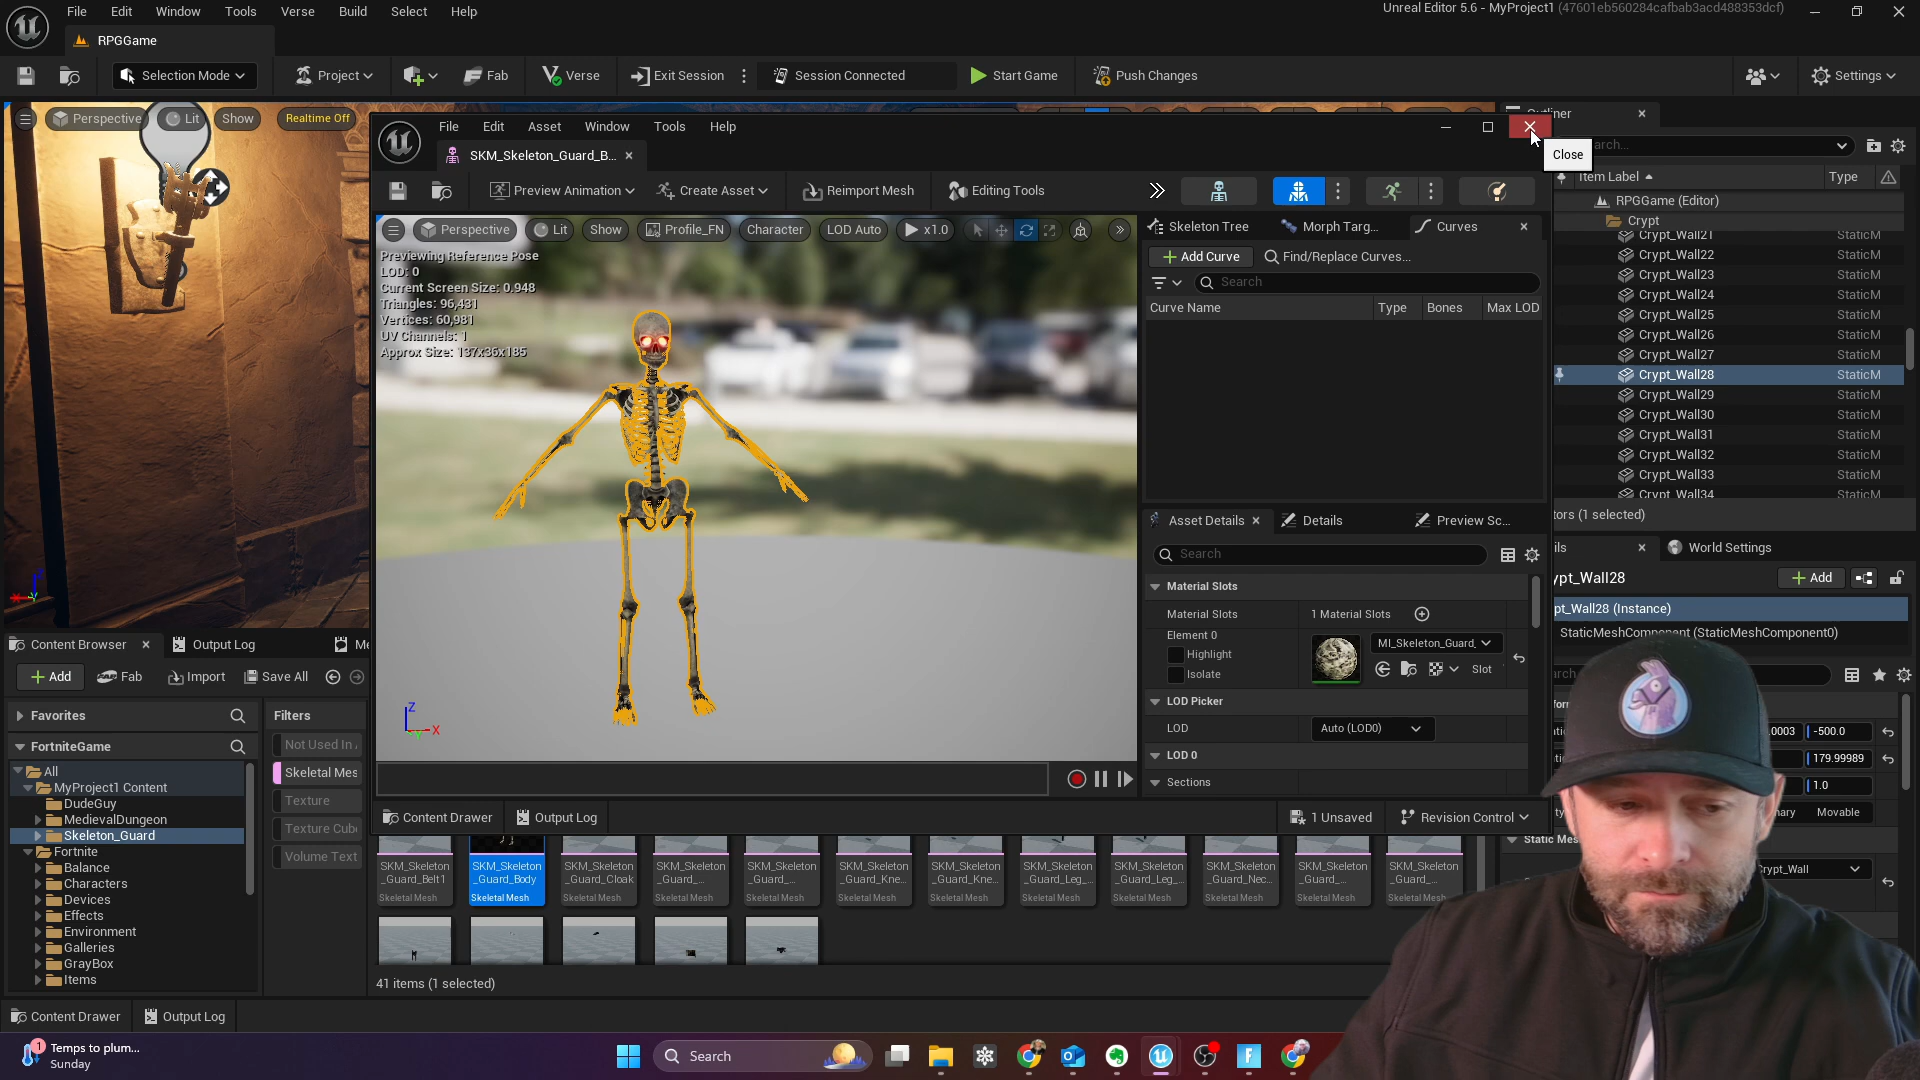 File Edit Window Tools Verse Build Select Help
Unreal Editor 5.6 - MyProject1 (47601eb560284cafbab3acd488353dcf)
RPGGame
Selection Mode Project Fab Verse Exit Session Session Connected Start Game Push Changes Settings
Perspective Lit Show Realtime Off
File Edit Asset Window Tools Help
Close
SKM_Skeleton_Guard_B...
Preview Animation Create Asset Reimport Mesh Editing Tools
Perspective Lit Show Profile_FN Character LOD Auto x1.0
Previewing Reference Pose
LOD: 0
Current Screen Size: 0.948
Triangles: 96,431
Vertices: 60,981
UV Channels: 1
Approx Size: 137x36x185
Z
X
Skeleton Tree Morph Targ... Curves
Add Curve Find/Replace Curves...
Search
Curve Name Type Bones Max LOD
Asset Details Details Preview Sc...
Search
Material Slots
Material Slots 1 Material Slots
Element 0
Highlight
Isolate
MI_Skeleton_Guard_
Slot
LOD Picker
LOD Auto (LOD0)
LOD 0
Sections
Content Drawer Output Log 1 Unsaved Revision Control
Item Label Type
RPGGame (Editor)
Crypt
Crypt_Wall21 StaticM
Crypt_Wall22 StaticM
Crypt_Wall23 StaticM
Crypt_Wall24 StaticM
Crypt_Wall25 StaticM
Crypt_Wall26 StaticM
Crypt_Wall27 StaticM
Crypt_Wall28 StaticM
Crypt_Wall29 StaticM
Crypt_Wall30 StaticM
Crypt_Wall31 StaticM
Crypt_Wall32 StaticM
Crypt_Wall33 StaticM
Crypt_Wall34 StaticM
tors (1 selected)
ils World Settings
ypt_Wall28 Add
pt_Wall28 (Instance)
StaticMeshComponent (StaticMeshComponent0)
.0003 -500.0
179.99989
1.0
Movable
Static Mes
Crypt_Wall
Content Browser Output Log Me
Add Fab Import Save All
Favorites
FortniteGame
All
MyProject1 Content
DudeGuy
MedievalDungeon
Skeleton_Guard
Fortnite
Balance
Characters
Devices
Effects
Environment
Galleries
GrayBox
Items
Filters
Not Used In
Skeletal Mes
Texture
Texture Cub
Volume Text
SKM_Skeleton _Guard_Belt1 Skeletal Mesh
SKM_Skeleton _Guard_Body Skeletal Mesh
SKM_Skeleton _Guard_Cloak Skeletal Mesh
SKM_Skeleton _Guard_... Skeletal Mesh
SKM_Skeleton _Guard_... Skeletal Mesh
SKM_Skeleton _Guard_Kne... Skeletal Mesh
SKM_Skeleton _Guard_Kne... Skeletal Mesh
SKM_Skeleton _Guard_Leg_... Skeletal Mesh
SKM_Skeleton _Guard_Leg_... Skeletal Mesh
SKM_Skeleton _Guard_Nec... Skeletal Mesh
SKM_Skeleton _Guard_... Skeletal Mesh
SKM_Skeleton _Guard_... Skeletal Mesh
41 items (1 selected)
Content Drawer Output Log
1
Temps to plum...
Sunday
Search